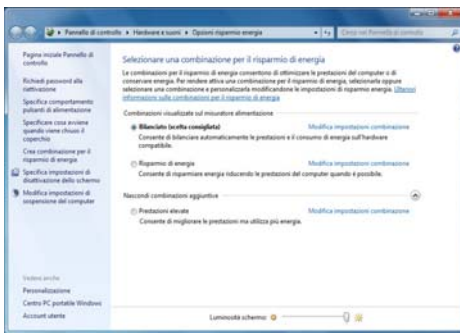 Pannello di controllo ▸ Hardware e suoni ▸ Opzioni risparmio energia
Cerca nel Pannello di controllo
Pagina iniziale Pannello di
controllo
Richiedi password alla
riattivazione
Specifica comportamento
pulsanti di alimentazione
Specificare cosa avviene
quando viene chiuso il
coperchio
Crea combinazione per il
risparmio di energia
Specifica impostazioni di
disattivazione dello schermo
Modifica impostazioni di
sospensione del computer
Vedere anche
Personalizzazione
Centro PC portatile Windows
Account utente
Selezionare una combinazione per il risparmio di energia
Le combinazioni per il risparmio di energia consentono di ottimizzare le prestazioni del computer o di
conservare energia. Per rendere attiva una combinazione per il risparmio di energia, selezionarla oppure
selezionare una combinazione e personalizzarla modificandone le impostazioni di risparmio energia. Ulteriori
informazioni sulle combinazioni per il risparmio di energia
Combinazioni visualizzate sul misuratore alimentazione
Bilanciato (scelta consigliata) Modifica impostazioni combinazione
Consente di bilanciare automaticamente le prestazioni e il consumo di energia sull'hardware
compatibile.
Risparmio di energia Modifica impostazioni combinazione
Consente di risparmiare energia riducendo le prestazioni del computer quando è possibile.
Nascondi combinazioni aggiuntive
Prestazioni elevate Modifica impostazioni combinazione
Consente di migliorare le prestazioni ma utilizza più energia.
Luminosità schermo: